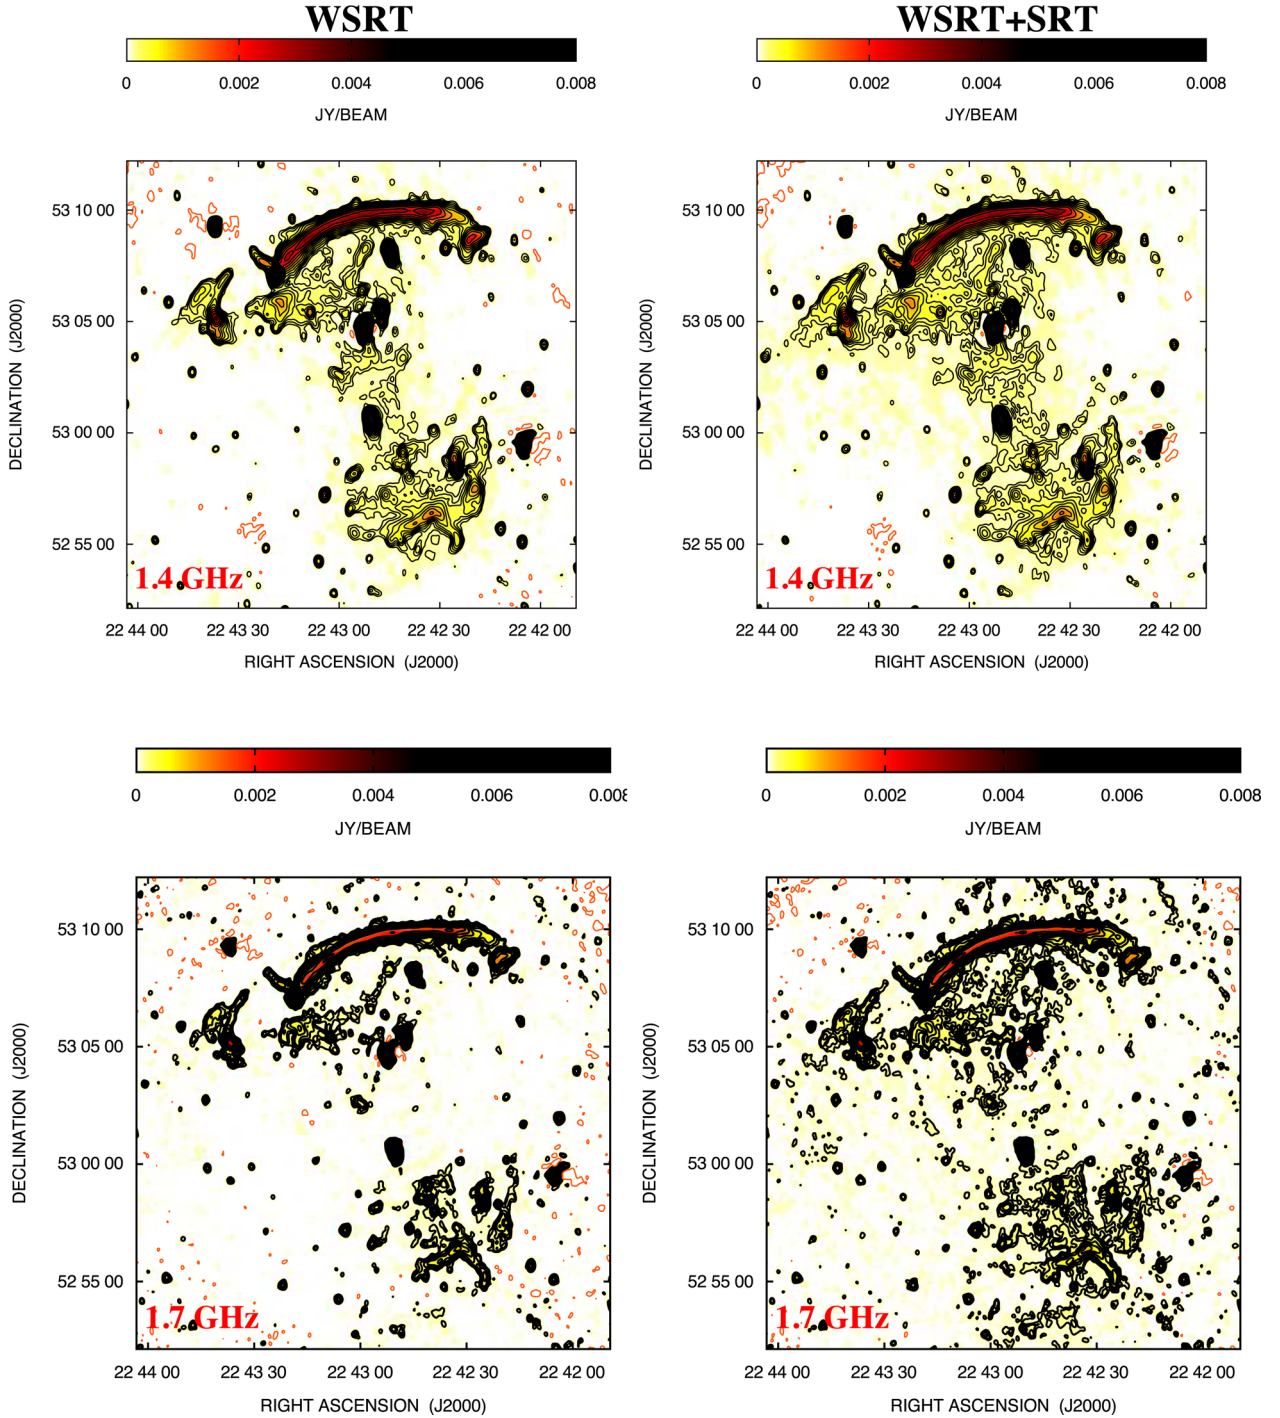 WSRT WSRT+SRT
0 0.002 0.004 0.006 0.008 0 0.002 0.004 0.006 0.008
JY/BEAM JY/BEAM
53 10 00 53 10 00
53 05 00 53 05 00
DECLINATION (J2000) DECLINATION (J2000)
53 00 00 53 00 00
52 55 00 52 55 00
1.4 GHz 1.4 GHz
22 44 00 22 43 30 22 43 00 22 42 30 22 42 00 22 44 00 22 43 30 22 43 00 22 42 30 22 42 00
RIGHT ASCENSION (J2000) RIGHT ASCENSION (J2000)
0 0.002 0.004 0.006 0.008 0 0.002 0.004 0.006 0.008
JY/BEAM JY/BEAM
53 10 00 53 10 00
53 05 00 53 05 00
DECLINATION (J2000) DECLINATION (J2000)
53 00 00 53 00 00
52 55 00 52 55 00
1.7 GHz 1.7 GHz
22 44 00 22 43 30 22 43 00 22 42 30 22 42 00 22 44 00 22 43 30 22 43 00 22 42 30 22 42 00
RIGHT ASCENSION (J2000) RIGHT ASCENSION (J2000)